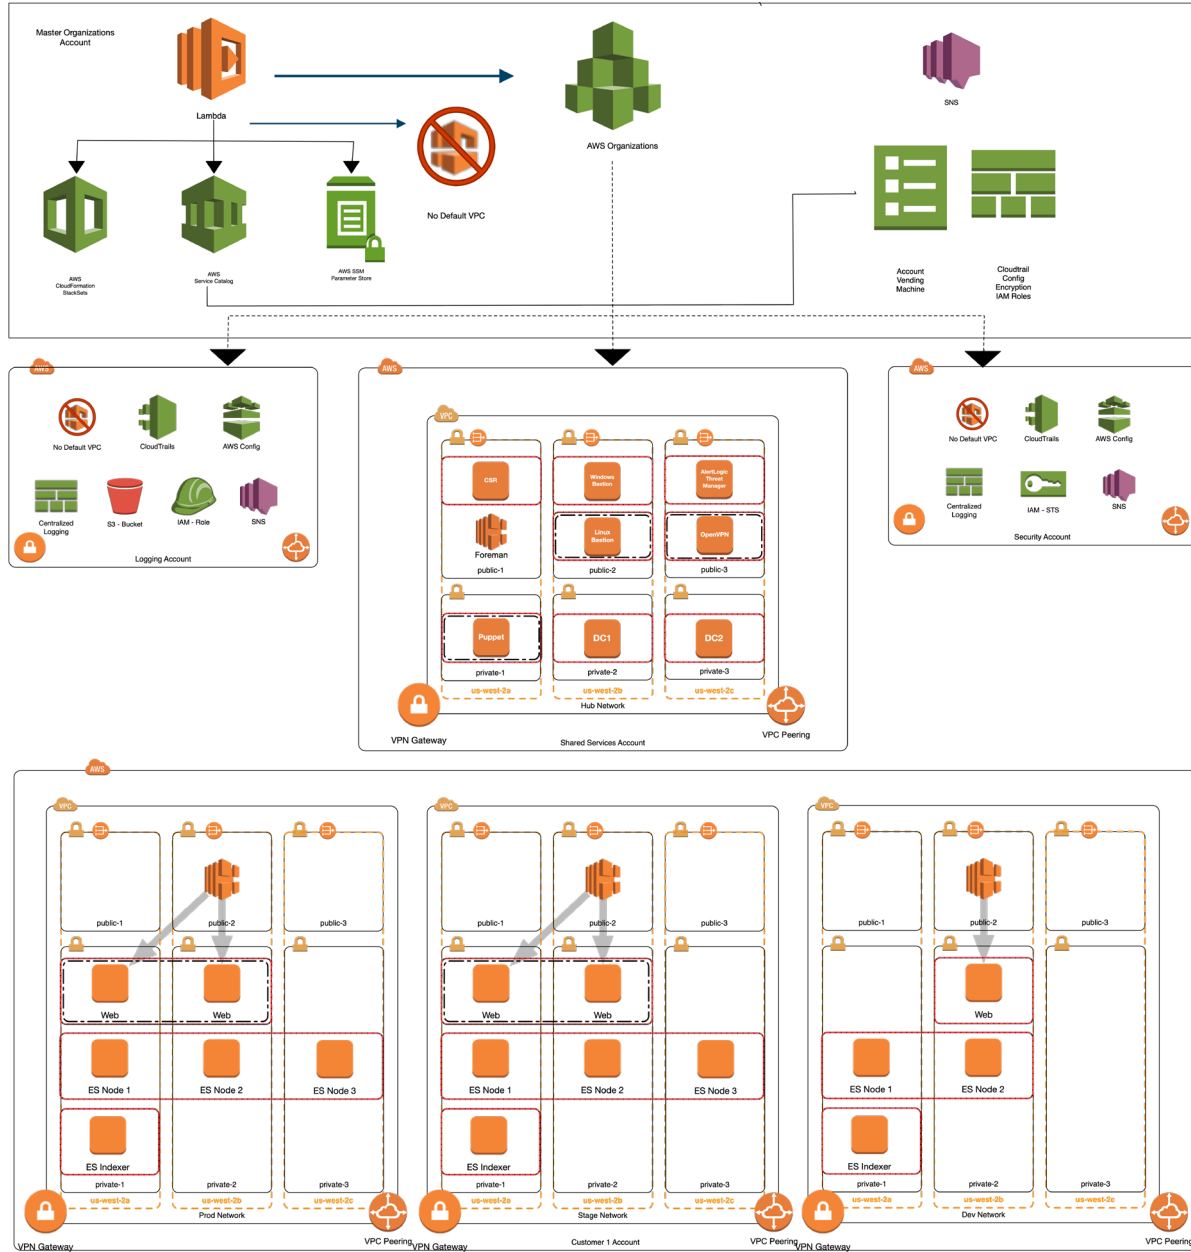 Master Organizations
Account
Lambda
AWS Organizations
SNS
No Default VPC
AWS
CloudFormation
StackSets
AWS
Service Catalog
AWS SSM
Parameter Store
Account
Vending
Machine
Cloudtrail
Config
Encryption
IAM Roles
AWS
No Default VPC
CloudTrails
AWS Config
Centralized
Logging
S3 - Bucket
IAM - Role
SNS
Logging Account
AWS
VPC
CSR
Windows
Bastion
AlertLogic
Threat
Manager
Foreman
Linux
Bastion
OpenVPN
public-1
public-2
public-3
Puppet
DC1
DC2
private-1
private-2
private-3
us-west-2a
us-west-2b
us-west-2c
Hub Network
VPN Gateway
VPC Peering
Shared Services Account
AWS
No Default VPC
CloudTrails
AWS Config
Centralized
Logging
IAM - STS
SNS
Security Account
AWS
VPC
public-1
public-2
public-3
Web
Web
ES Node 1
ES Node 2
ES Node 3
ES Indexer
private-1
private-2
private-3
us-west-2a
us-west-2b
us-west-2c
Prod Network
VPN Gateway
VPC Peering
VPC
public-1
public-2
public-3
Web
Web
ES Node 1
ES Node 2
ES Node 3
ES Indexer
private-1
private-2
private-3
us-west-2a
us-west-2b
us-west-2c
Stage Network
VPN Gateway
VPC Peering
Customer 1 Account
VPC
public-1
public-2
public-3
Web
ES Node 1
ES Node 2
ES Indexer
private-1
private-2
private-3
us-west-2a
us-west-2b
us-west-2c
Dev Network
VPN Gateway
VPC Peering